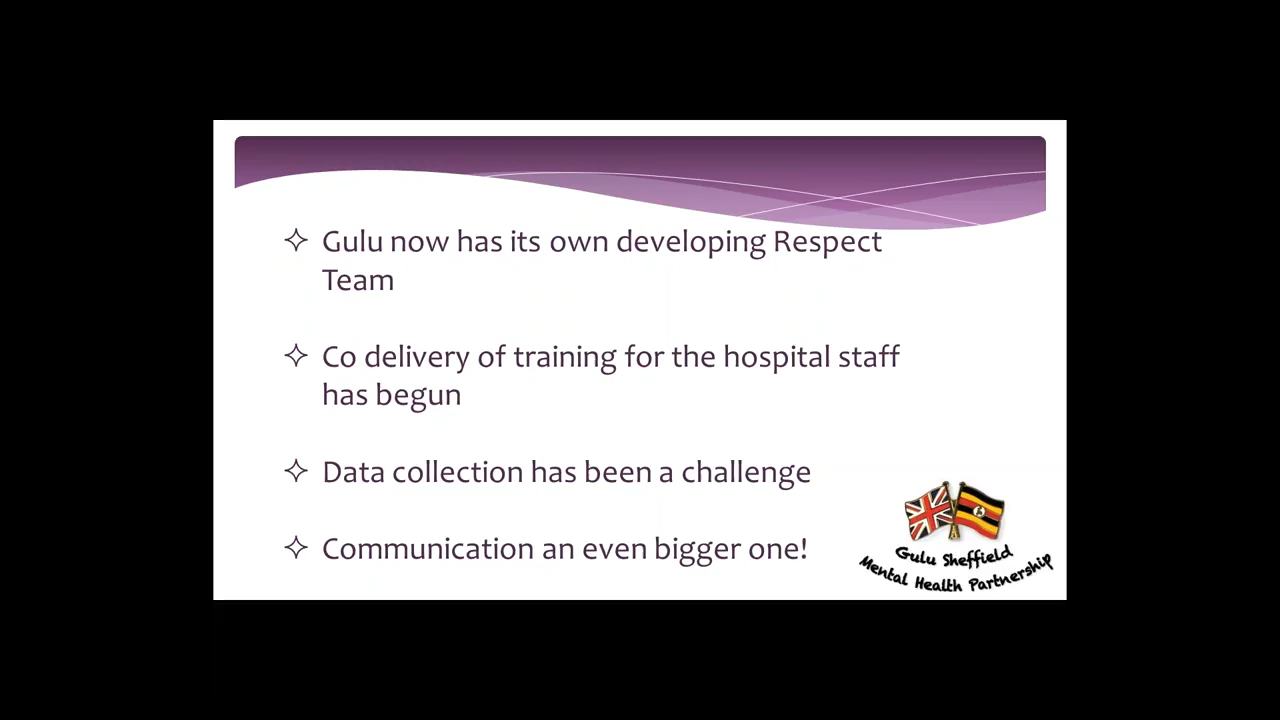 Gulu now has its own developing Respect
Team
Co delivery of training for the hospital staff
has begun
Data collection has been a challenge
Communication an even bigger one!
Gulu Sheffield
Mental Health Partnership